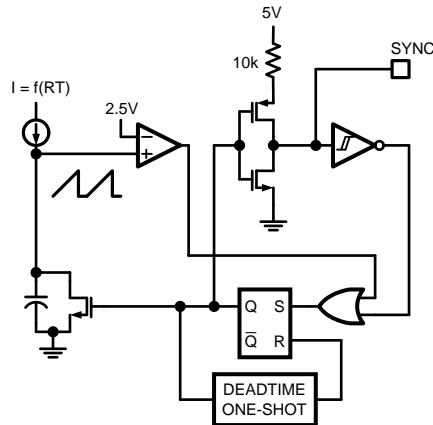 5V
SYNC
10k
I = f(RT)
2.5V
−
+
Q S
Q̅ R
DEADTIME
ONE-SHOT